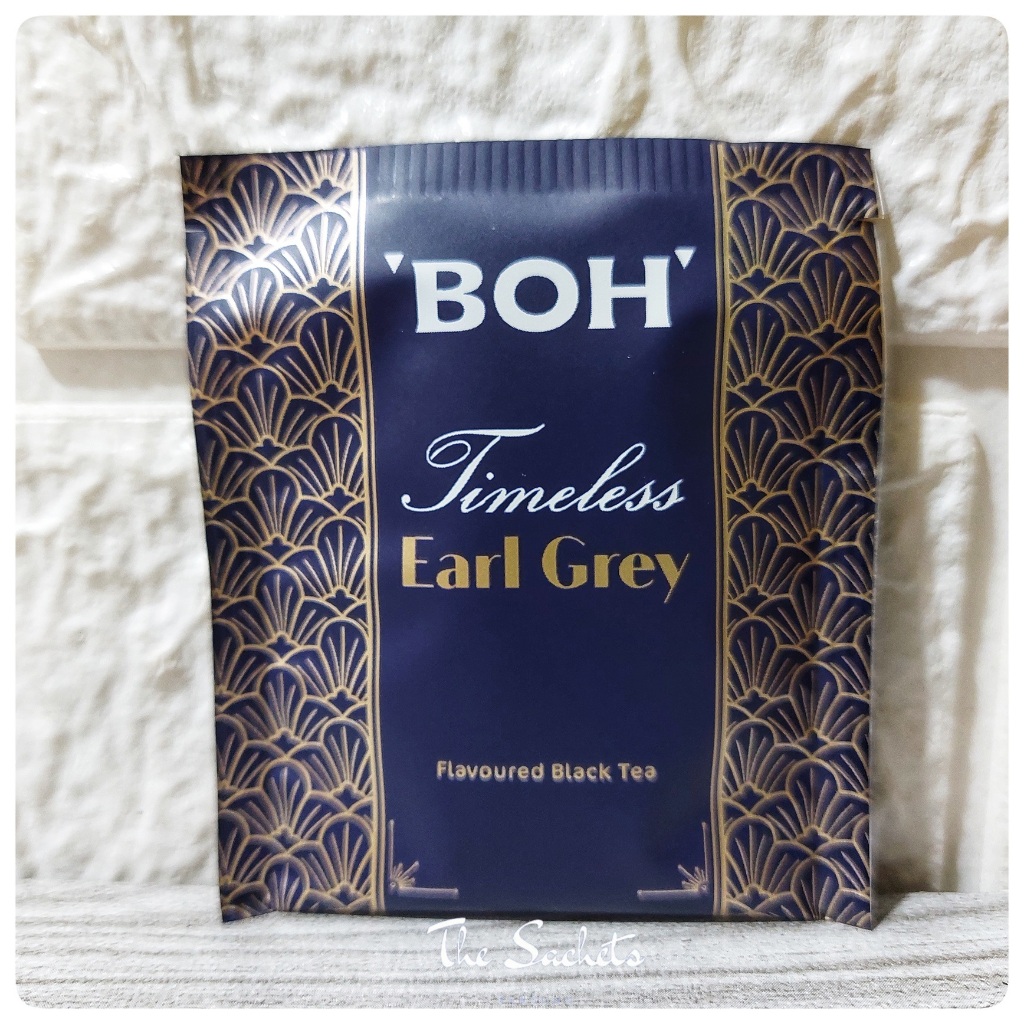 'BOH'
Timeless
Earl Grey
Flavoured Black Tea
The Sachets